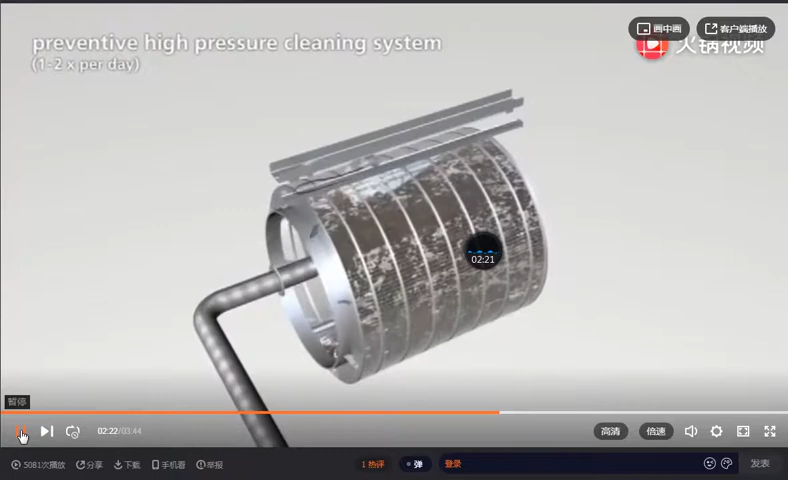 preventive high pressure cleaning system
(1-2 x per day)
画中画
客户端播放
火锅视频
02:21
暂停
02:22/03:44
高清
倍速
5081次播放
分享
下载
手机看
举报
1 热评
弹
登录
发表